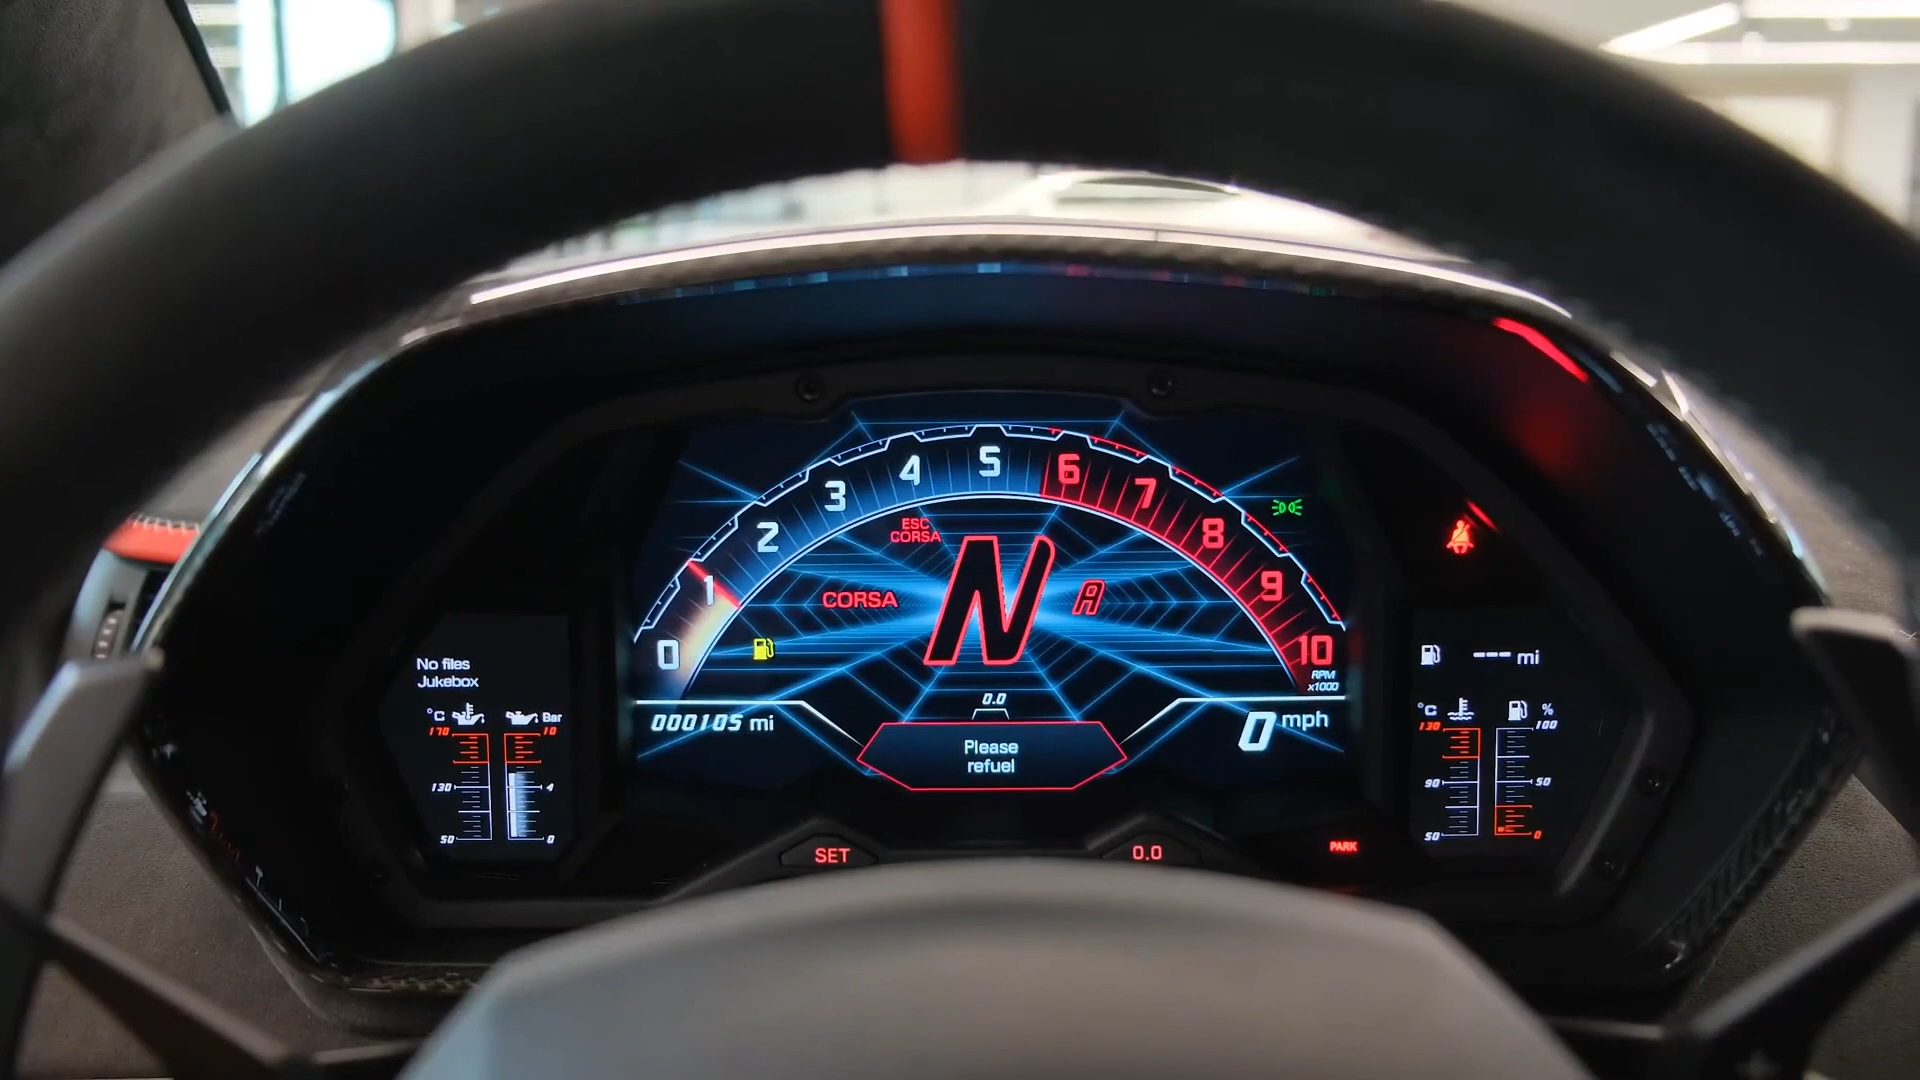 0 1 2 3 4 5 6 7 8 9 10
RPM
x1000
ESC
CORSA
CORSA
N
A
0.0
000105 mi
0 mph
Please
refuel
No files
Jukebox
°C Bar
170 10
130 4
50 0
--- mi
°C %
130 100
90 50
50 0
SET
0.0
PARK